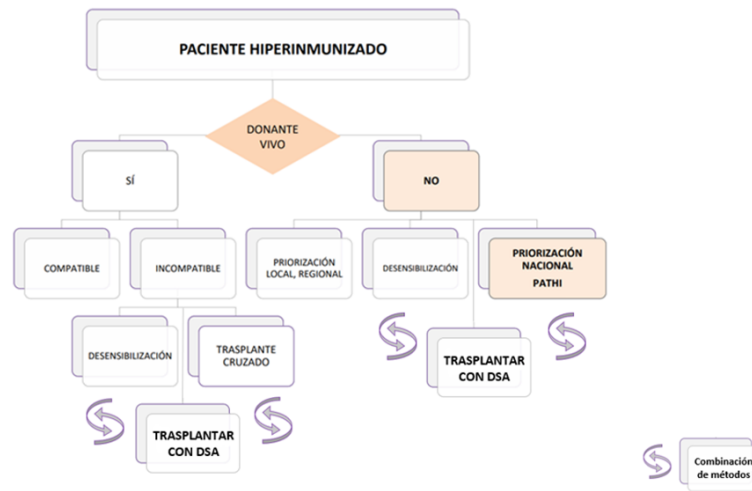 PACIENTE HIPERINMUNIZADO
DONANTE
VIVO
SÍ
NO
COMPATIBLE
INCOMPATIBLE
PRIORIZACIÓN
LOCAL, REGIONAL
DESENSIBILIZACIÓN
PRIORIZACIÓN
NACIONAL
PATHI
DESENSIBILIZACIÓN
TRASPLANTE
CRUZADO
TRASPLANTAR
CON DSA
TRASPLANTAR
CON DSA
Combinación
de métodos